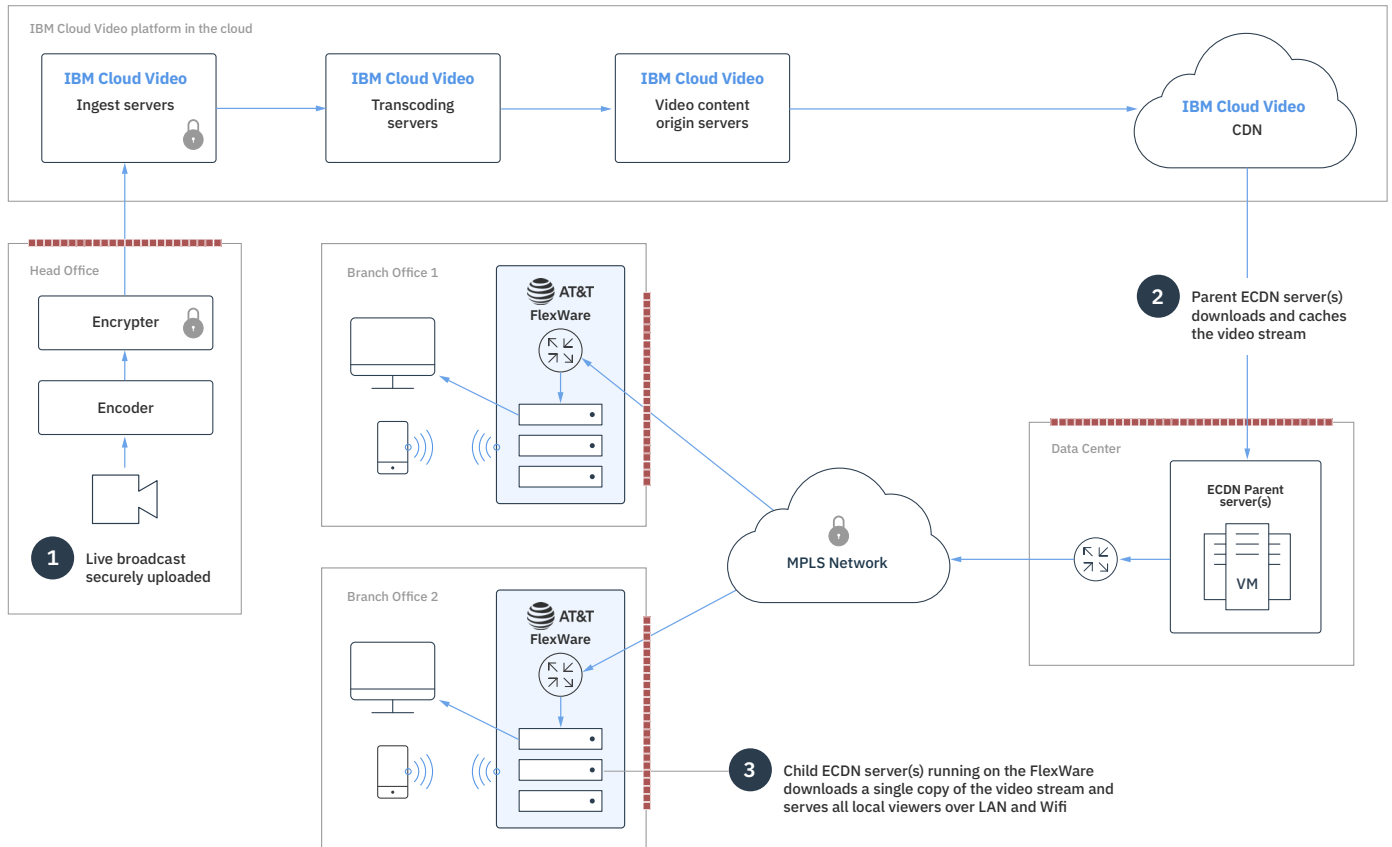 IBM Cloud Video platform in the cloud
IBM Cloud Video
Ingest servers
IBM Cloud Video
Transcoding
servers
IBM Cloud Video
Video content
origin servers
IBM Cloud Video
CDN
Head Office
Encrypter
Encoder
1
Live broadcast
securely uploaded
Branch Office 1
AT&T
FlexWare
2
Parent ECDN server(s)
downloads and caches
the video stream
Data Center
ECDN Parent
server(s)
VM
MPLS Network
Branch Office 2
AT&T
FlexWare
3
Child ECDN server(s) running on the FlexWare
downloads a single copy of the video stream and
serves all local viewers over LAN and Wifi